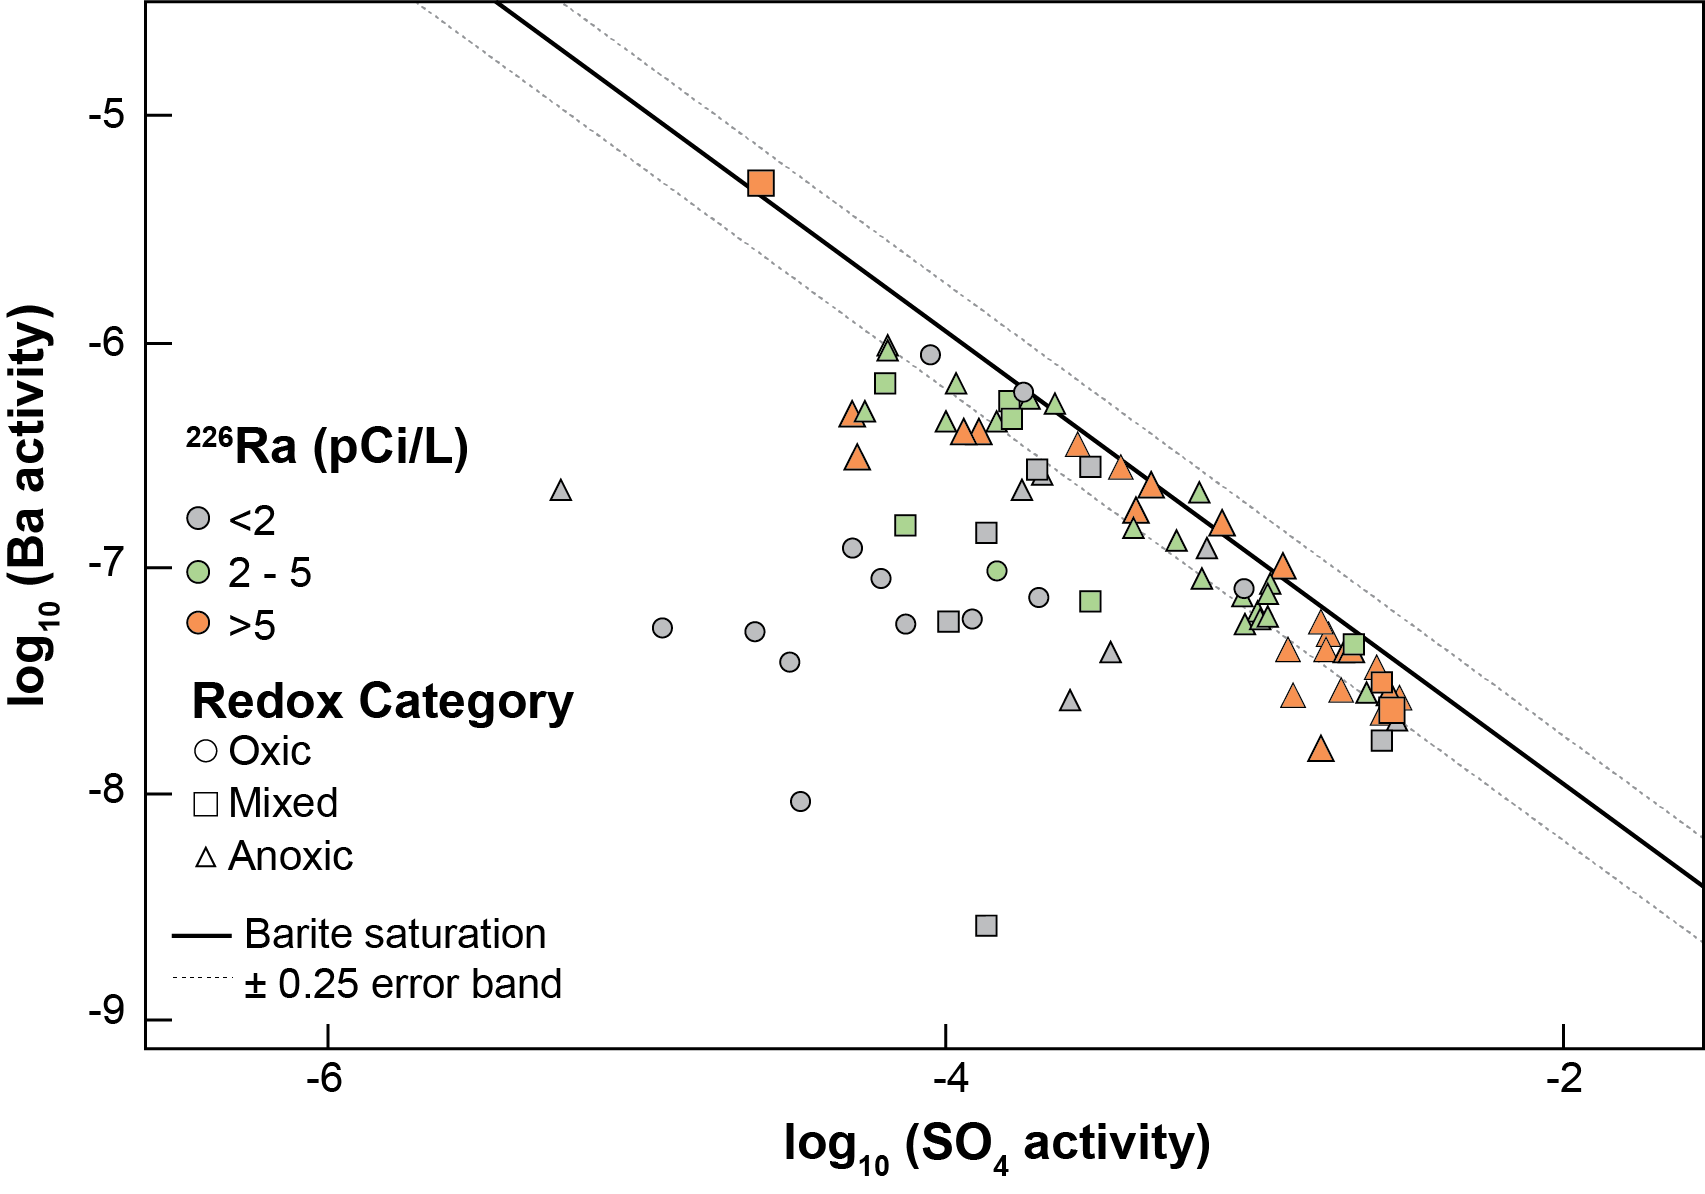 -5
-6
-7
-8
-9
log10 (Ba activity)
226Ra (pCi/L)
<2
2 - 5
>5
Redox Category
Oxic
Mixed
Anoxic
Barite saturation
± 0.25 error band
-6
-4
-2
log10 (SO4 activity)